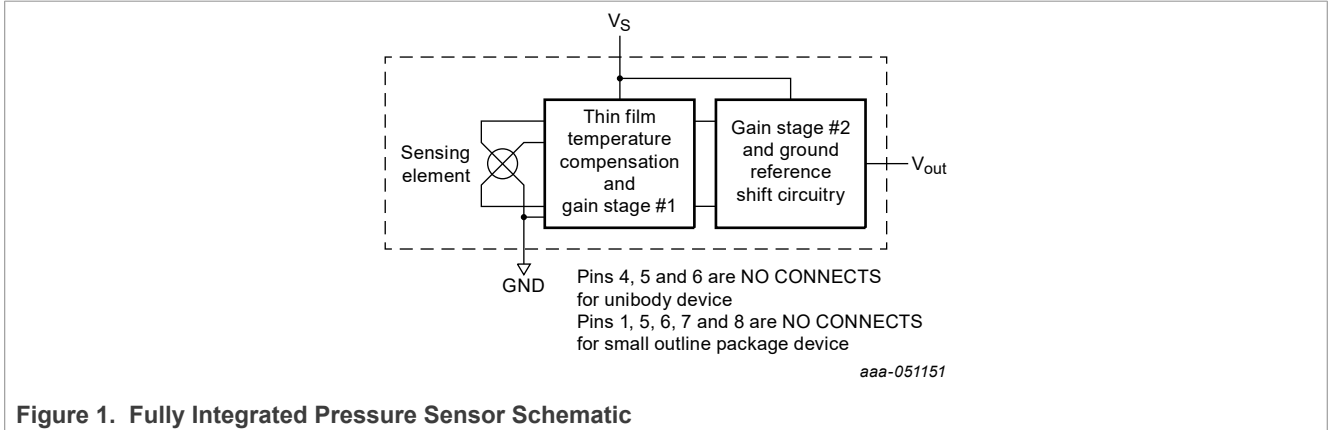 VS
Sensing
element
Thin film
temperature
compensation
and
gain stage #1
Gain stage #2
and ground
reference
shift circuitry
Vout
GND
Pins 4, 5 and 6 are NO CONNECTS
for unibody device
Pins 1, 5, 6, 7 and 8 are NO CONNECTS
for small outline package device
aaa-051151
Figure 1. Fully Integrated Pressure Sensor Schematic